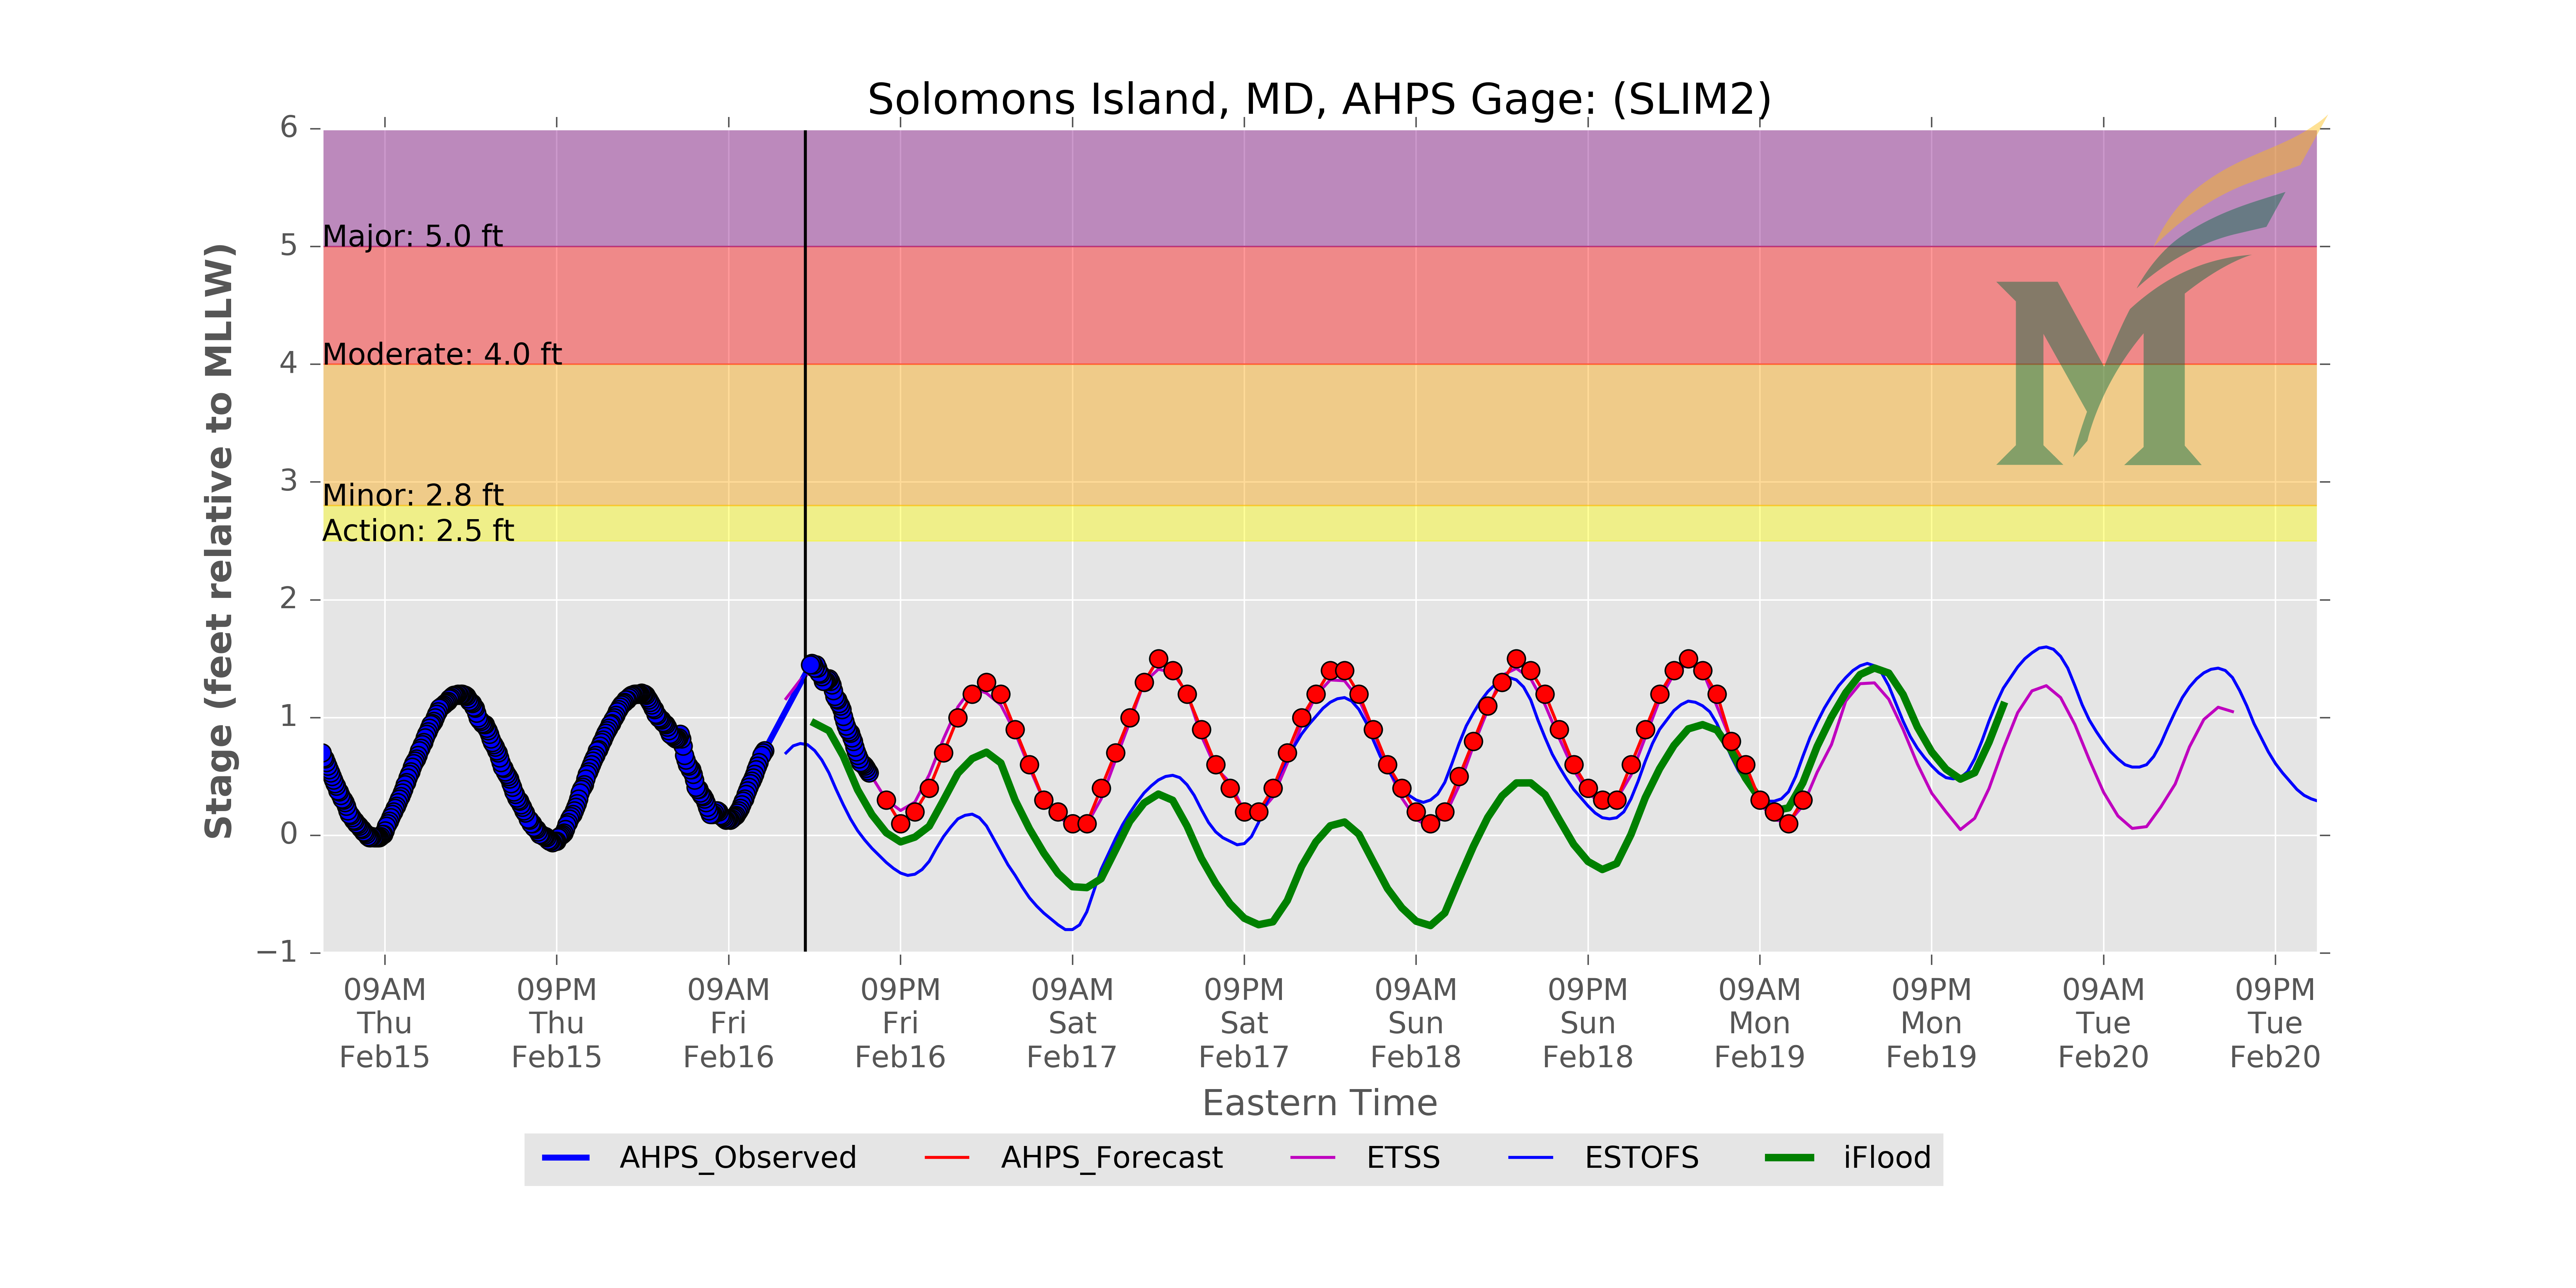 Solomons Island, MD, AHPS Gage: (SLIM2)
6
5
4
3
2
1
0
−1
Stage (feet relative to MLLW)
Major: 5.0 ft
Moderate: 4.0 ft
Minor: 2.8 ft
Action: 2.5 ft
M
09AM 09PM 09AM 09PM 09AM 09PM 09AM 09PM 09AM 09PM 09AM 09PM
Thu Thu Fri Fri Sat Sat Sun Sun Mon Mon Tue Tue
Feb15 Feb15 Feb16 Feb16 Feb17 Feb17 Feb18 Feb18 Feb19 Feb19 Feb20 Feb20
Eastern Time
AHPS_Observed AHPS_Forecast ETSS ESTOFS iFlood